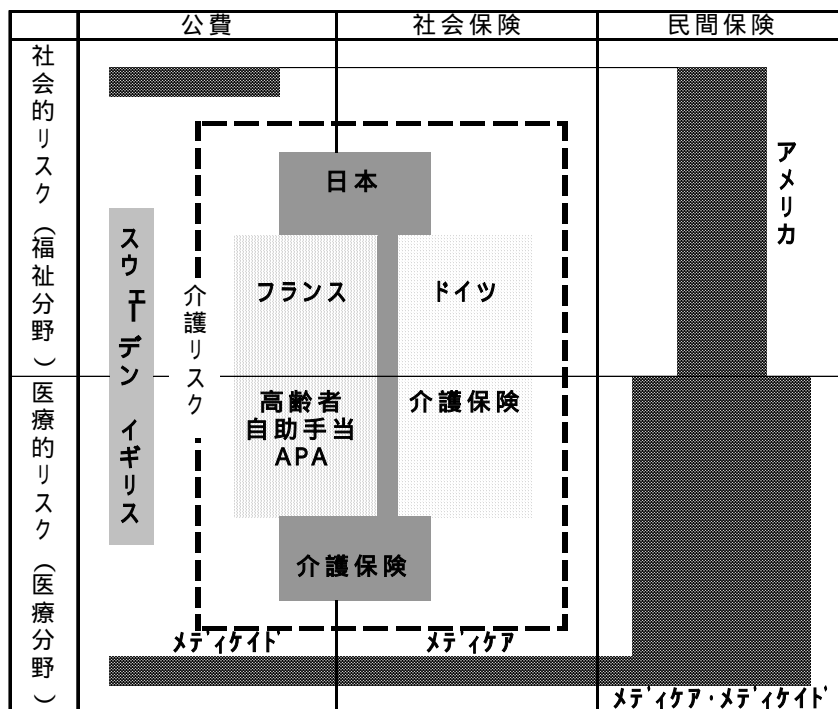 公費
社会保険
民間保険
社会的リスク（福祉分野）
医療的リスク（医療分野）
スウェーデン イギリス
介護リスク
日本
フランス
ドイツ
高齢者
自助手当
APA
介護保険
介護保険
アメリカ
メディケイド
メディケア
メディケア・メディケイド